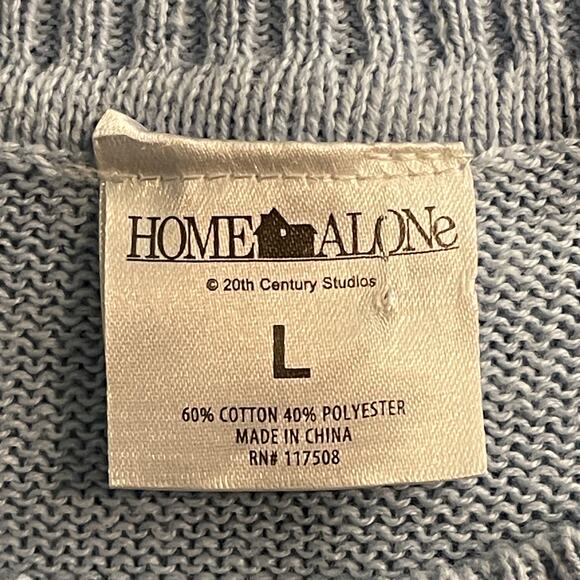 HOME ALONe
© 20th Century Studios
L
60% COTTON 40% POLYESTER
MADE IN CHINA
RN# 117508